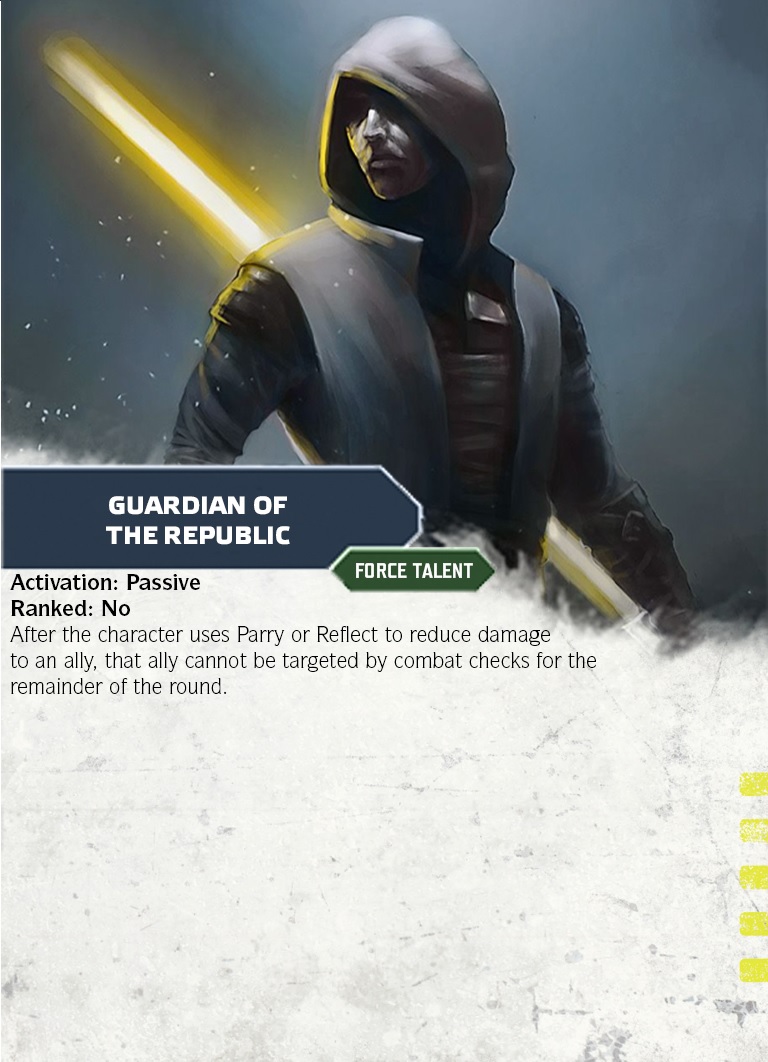 GUARDIAN OF
THE REPUBLIC
FORCE TALENT
Activation: Passive
Ranked: No
After the character uses Parry or Reflect to reduce damage
to an ally, that ally cannot be targeted by combat checks for the
remainder of the round.